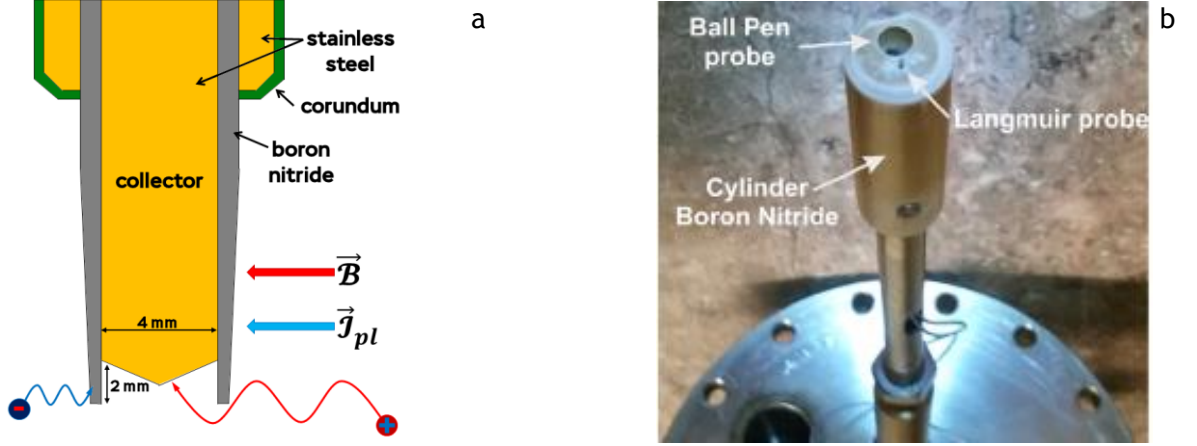 a
stainless
steel
corundum
boron
nitride
collector
B
4 mm
J pl
2 mm
-
+
b
Ball Pen
probe
Langmuir probe
Cylinder
Boron Nitride